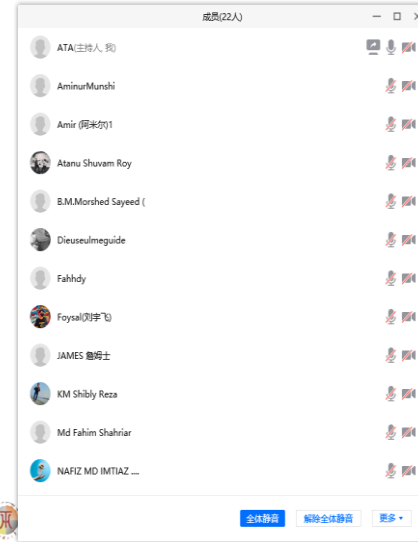 成员(22人)
ATA(主持人, 我)
AminurMunshi
Amir (阿米尔)1
Atanu Shuvam Roy
B.M.Morshed Sayeed (
Dieuseulmeguide
Fahhdy
Foysal(刘宇飞)
JAMES 詹姆士
KM Shibly Reza
Md Fahim Shahriar
NAFIZ MD IMTIAZ ....
全体静音 解除全体静音 更多